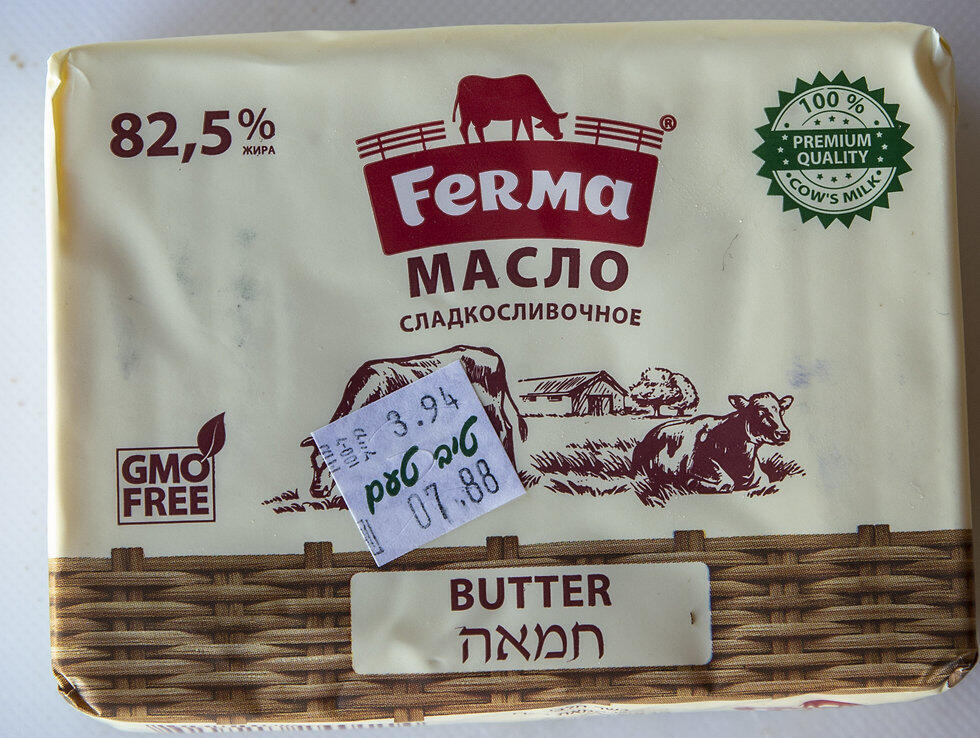 82,5%
ЖИРА
Ferma®
100 %
PREMIUM
QUALITY
COW'S MILK
МАСЛО
СЛАДКОСЛИВОЧНОЕ
3.94
טיב טעם
07.88
GMO
FREE
BUTTER
חמאה